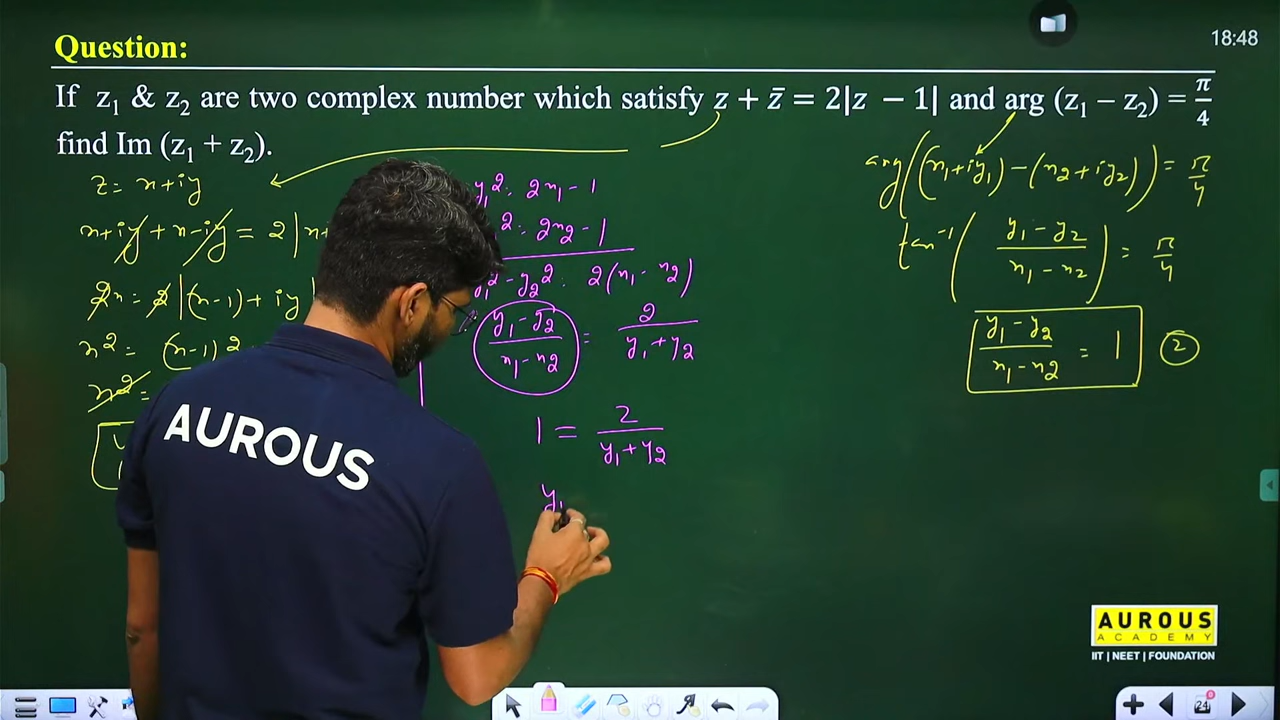 18:48
Question:
If z₁ & z₂ are two complex number which satisfy z + z̄ = 2|z − 1| and arg (z₁ − z₂) = π/4
find Im (z₁ + z₂).
z = x+iy
x+iy + x-iy = 2|x+
2x = 2|(x-1) + iy
x² = (x-1)²
x² =
y₁² = 2x₁ - 1
² = 2x₂ - 1
y₁² - y₂² = 2(x₁ - x₂)
(y₁ - y₂)/(x₁ - x₂) = 2/(y₁ + y₂)
1 = 2/(y₁ + y₂)
y₁
arg((x₁+iy₁) - (x₂+iy₂)) = π/4
tan⁻¹((y₁ - y₂)/(x₁ - x₂)) = π/4
(y₁ - y₂)/(x₁ - x₂) = 1 ②
AUROUS
AUROUS
ACADEMY
IIT | NEET | FOUNDATION
24